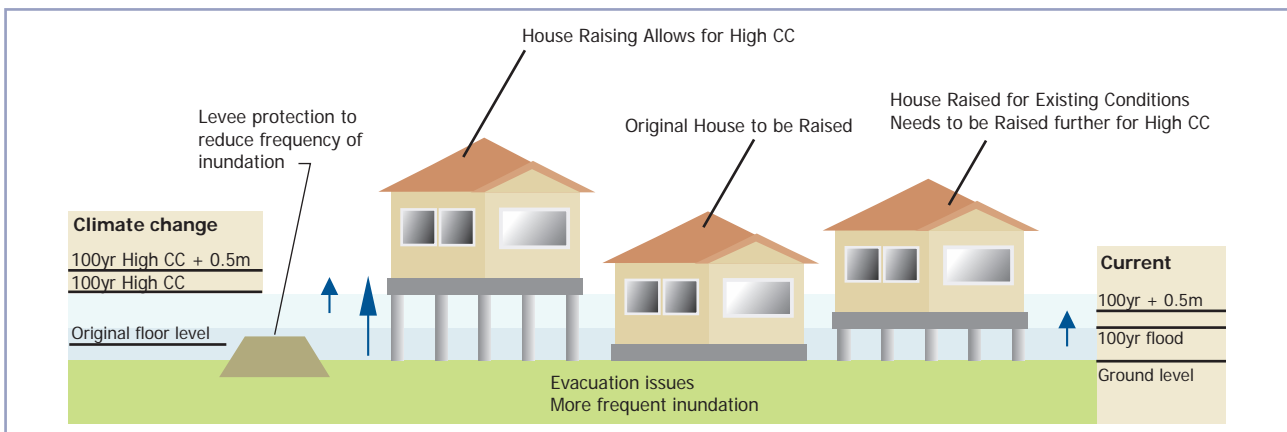 House Raising Allows for High CC
Levee protection to
reduce frequency of
inundation
Original House to be Raised
House Raised for Existing Conditions
Needs to be Raised further for High CC
Climate change
100yr High CC + 0.5m
100yr High CC
Original floor level
Current
100yr + 0.5m
100yr flood
Ground level
Evacuation issues
More frequent inundation